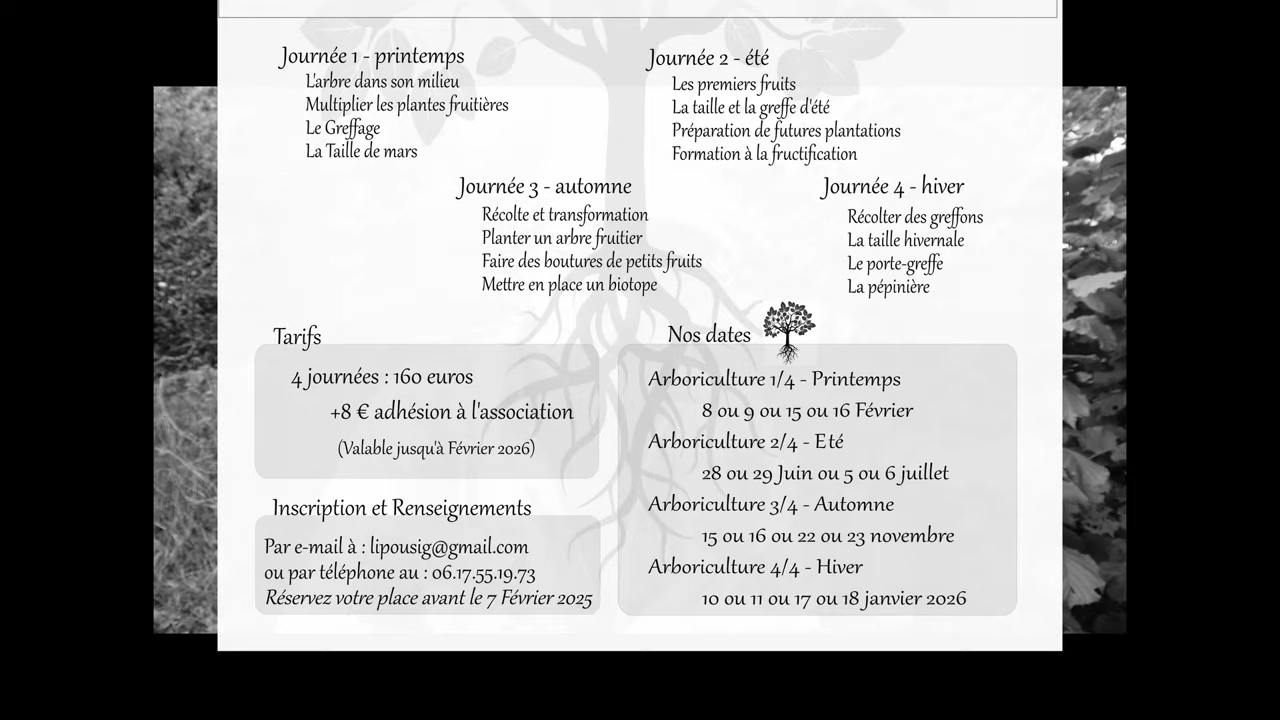 Journée 1 - printemps
L'arbre dans son milieu
Multiplier les plantes fruitières
Le Greffage
La Taille de mars
Journée 2 - été
Les premiers fruits
La taille et la greffe d'été
Préparation de futures plantations
Formation à la fructification
Journée 3 - automne
Récolte et transformation
Planter un arbre fruitier
Faire des boutures de petits fruits
Mettre en place un biotope
Journée 4 - hiver
Récolter des greffons
La taille hivernale
Le porte-greffe
La pépinière
Tarifs
4 journées : 160 euros
+8 € adhésion à l'association
(Valable jusqu'à Février 2026)
Inscription et Renseignements
Par e-mail à : lipousig@gmail.com
ou par téléphone au : 06.17.55.19.73
Réservez votre place avant le 7 Février 2025
Nos dates
Arboriculture 1/4 - Printemps
8 ou 9 ou 15 ou 16 Février
Arboriculture 2/4 - Eté
28 ou 29 Juin ou 5 ou 6 juillet
Arboriculture 3/4 - Automne
15 ou 16 ou 22 ou 23 novembre
Arboriculture 4/4 - Hiver
10 ou 11 ou 17 ou 18 janvier 2026